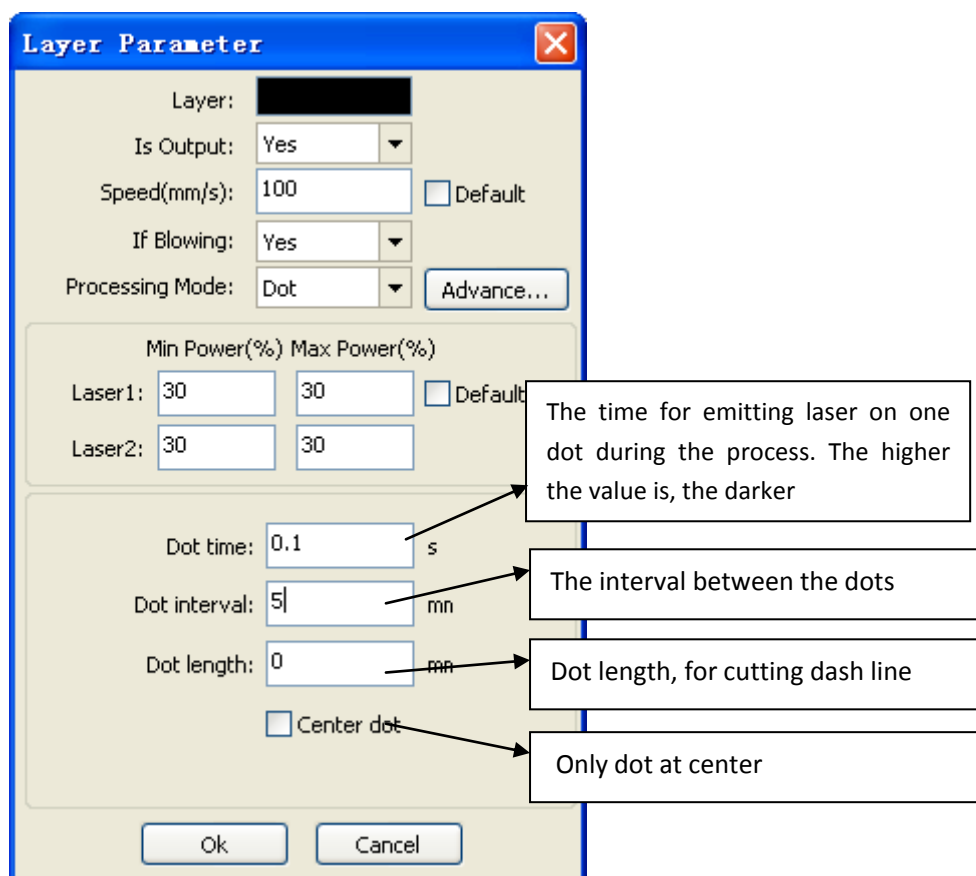 Layer Parameter
Layer:
Is Output: Yes
Speed(mm/s): 100 Default
If Blowing: Yes
Processing Mode: Dot Advance...
Min Power(%) Max Power(%)
Laser1: 30 30 Default
Laser2: 30 30
The time for emitting laser on one
dot during the process. The higher
the value is, the darker
Dot time: 0.1 s
The interval between the dots
Dot interval: 5 mn
Dot length: 0 mn
Dot length, for cutting dash line
Center dot
Only dot at center
Ok Cancel